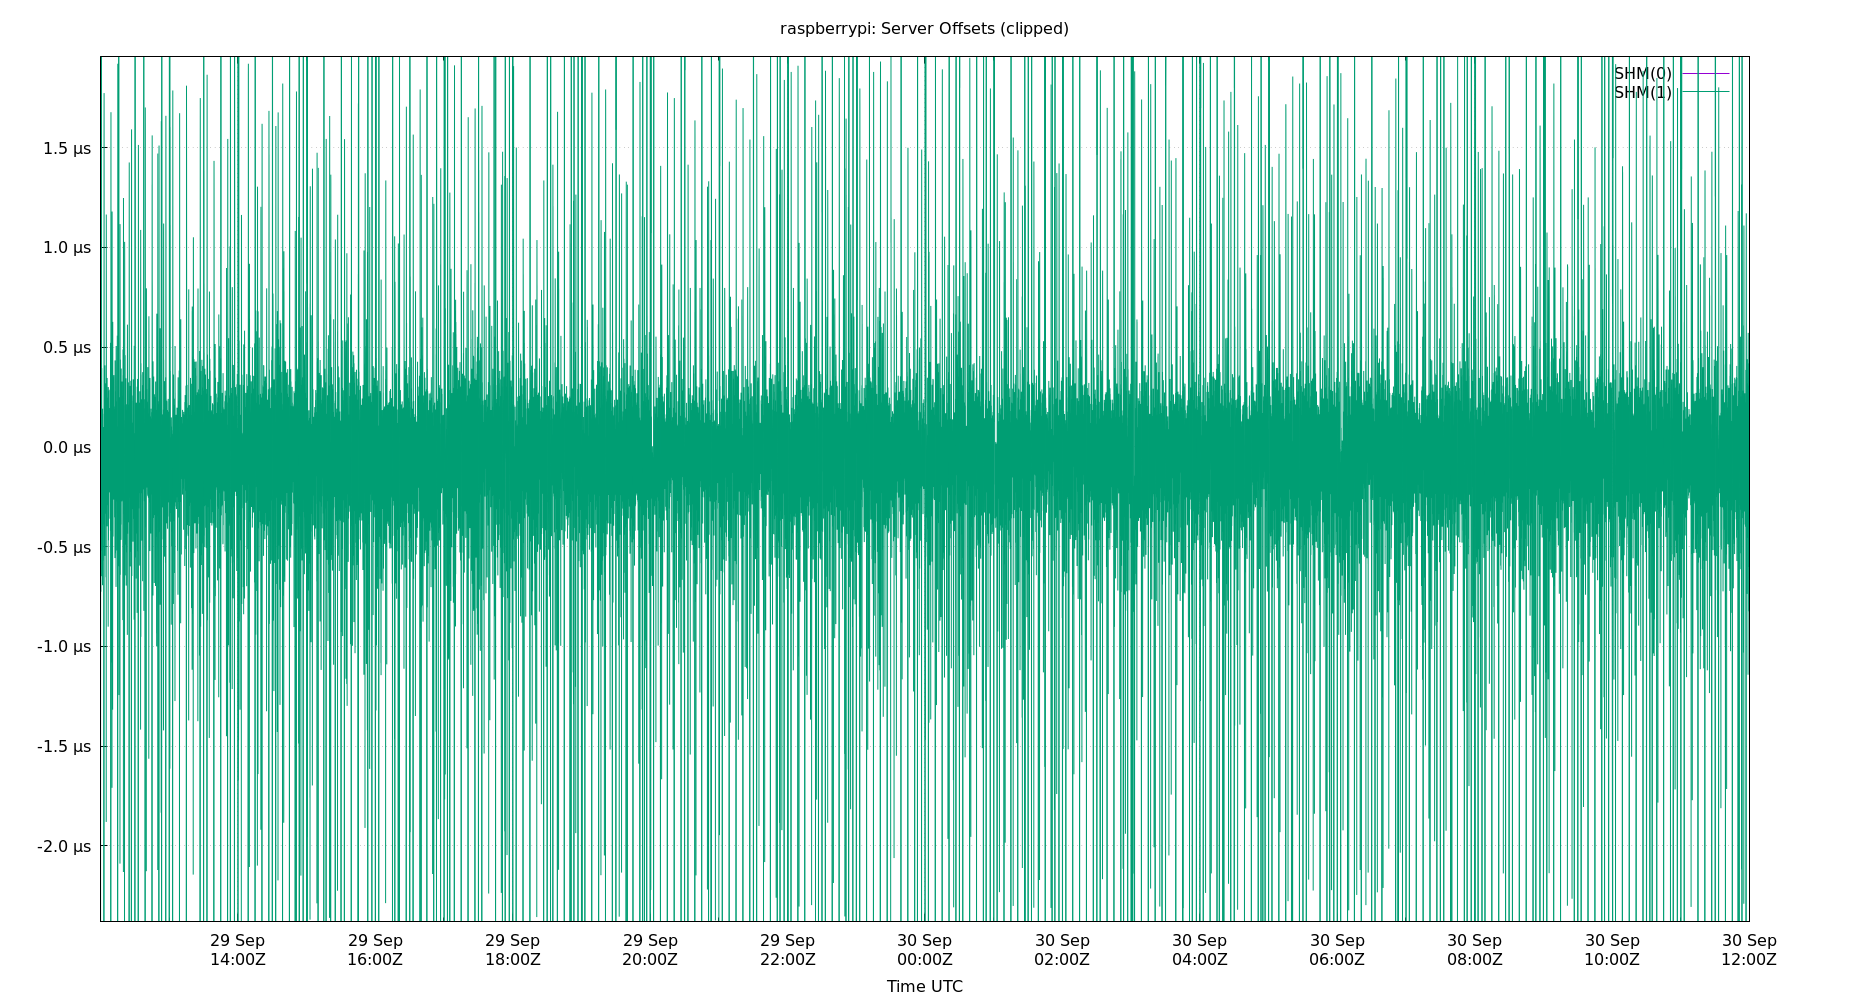 raspberrypi: Server Offsets (clipped)
SHM(0)
SHM(1)
1.5 µs
1.0 µs
0.5 µs
0.0 µs
-0.5 µs
-1.0 µs
-1.5 µs
-2.0 µs
29 Sep 29 Sep 29 Sep 29 Sep 29 Sep 30 Sep 30 Sep 30 Sep 30 Sep 30 Sep 30 Sep 30 Sep
14:00Z 16:00Z 18:00Z 20:00Z 22:00Z 00:00Z 02:00Z 04:00Z 06:00Z 08:00Z 10:00Z 12:00Z
Time UTC